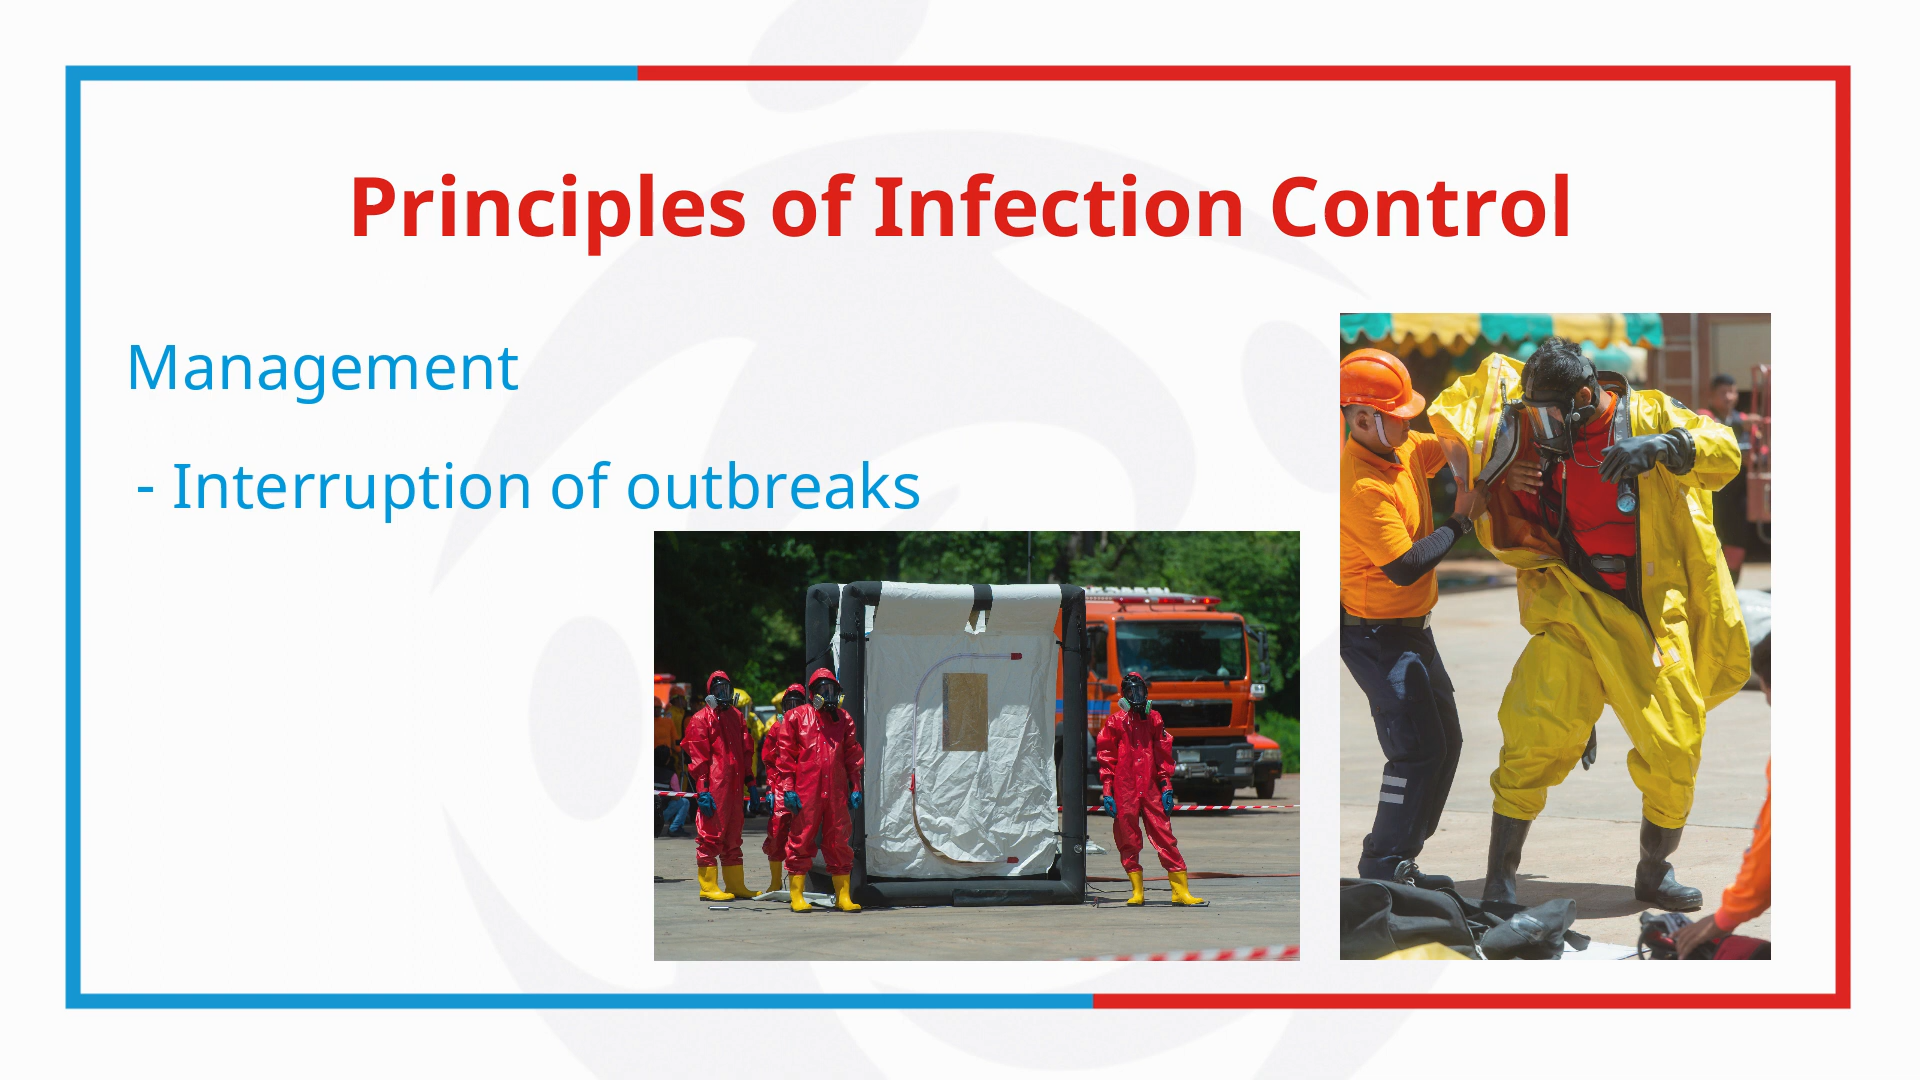 Principles of Infection Control
Management
- Interruption of outbreaks